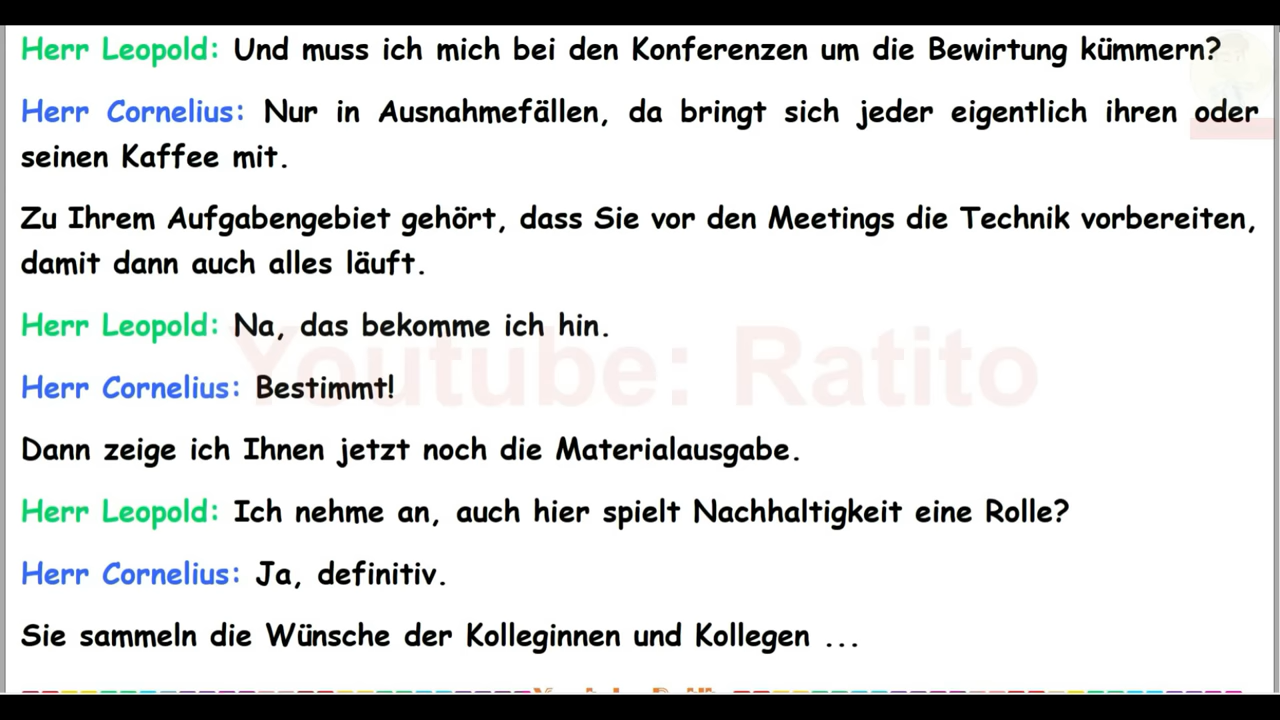 Herr Leopold: Und muss ich mich bei den Konferenzen um die Bewirtung kümmern?
Herr Cornelius: Nur in Ausnahmefällen, da bringt sich jeder eigentlich ihren oder
seinen Kaffee mit.
Zu Ihrem Aufgabengebiet gehört, dass Sie vor den Meetings die Technik vorbereiten,
damit dann auch alles läuft.
Herr Leopold: Na, das bekomme ich hin.
Youtube: Ratito
Herr Cornelius: Bestimmt!
Dann zeige ich Ihnen jetzt noch die Materialausgabe.
Herr Leopold: Ich nehme an, auch hier spielt Nachhaltigkeit eine Rolle?
Herr Cornelius: Ja, definitiv.
Sie sammeln die Wünsche der Kolleginnen und Kollegen ...